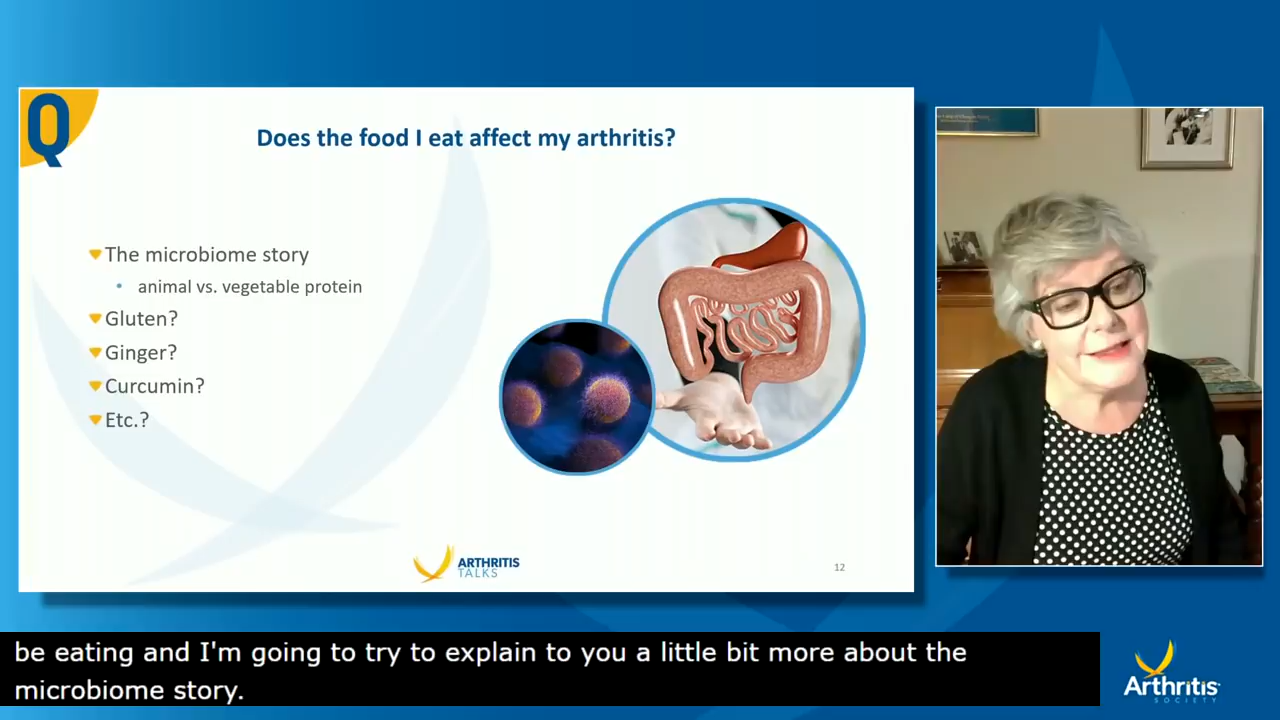 Q
Does the food I eat affect my arthritis?
The microbiome story
animal vs. vegetable protein
Gluten?
Ginger?
Curcumin?
Etc.?
ARTHRITIS
TALKS
12
be eating and I'm going to try to explain to you a little bit more about the
microbiome story.
Arthritis
SOCIETY